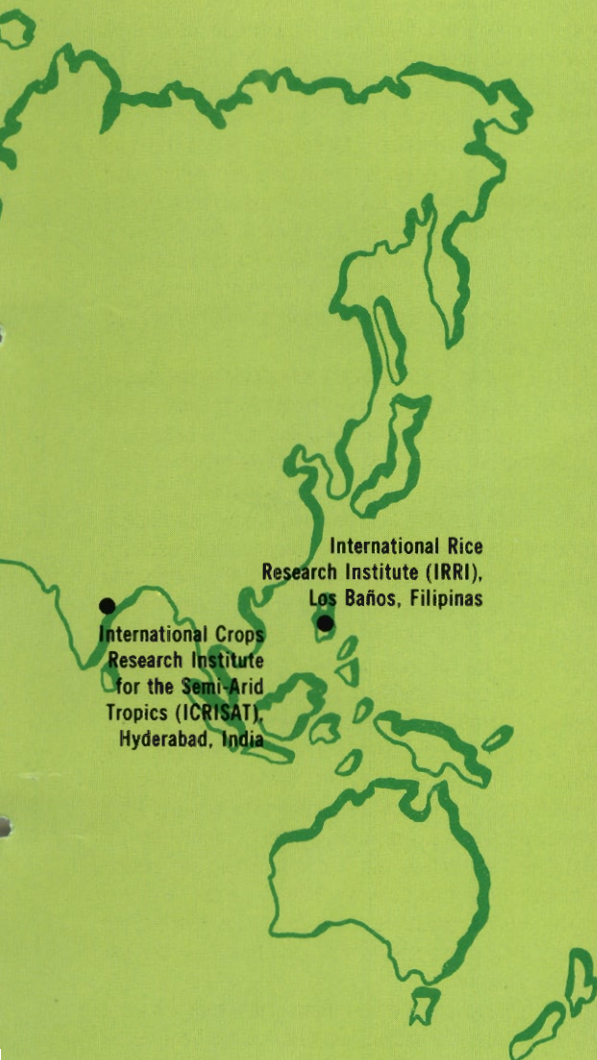 International Rice
Research Institute (IRRI),
Los Baños, Filipinas
International Crops
Research Institute
for the Semi-Arid
Tropics (ICRISAT),
Hyderabad, India